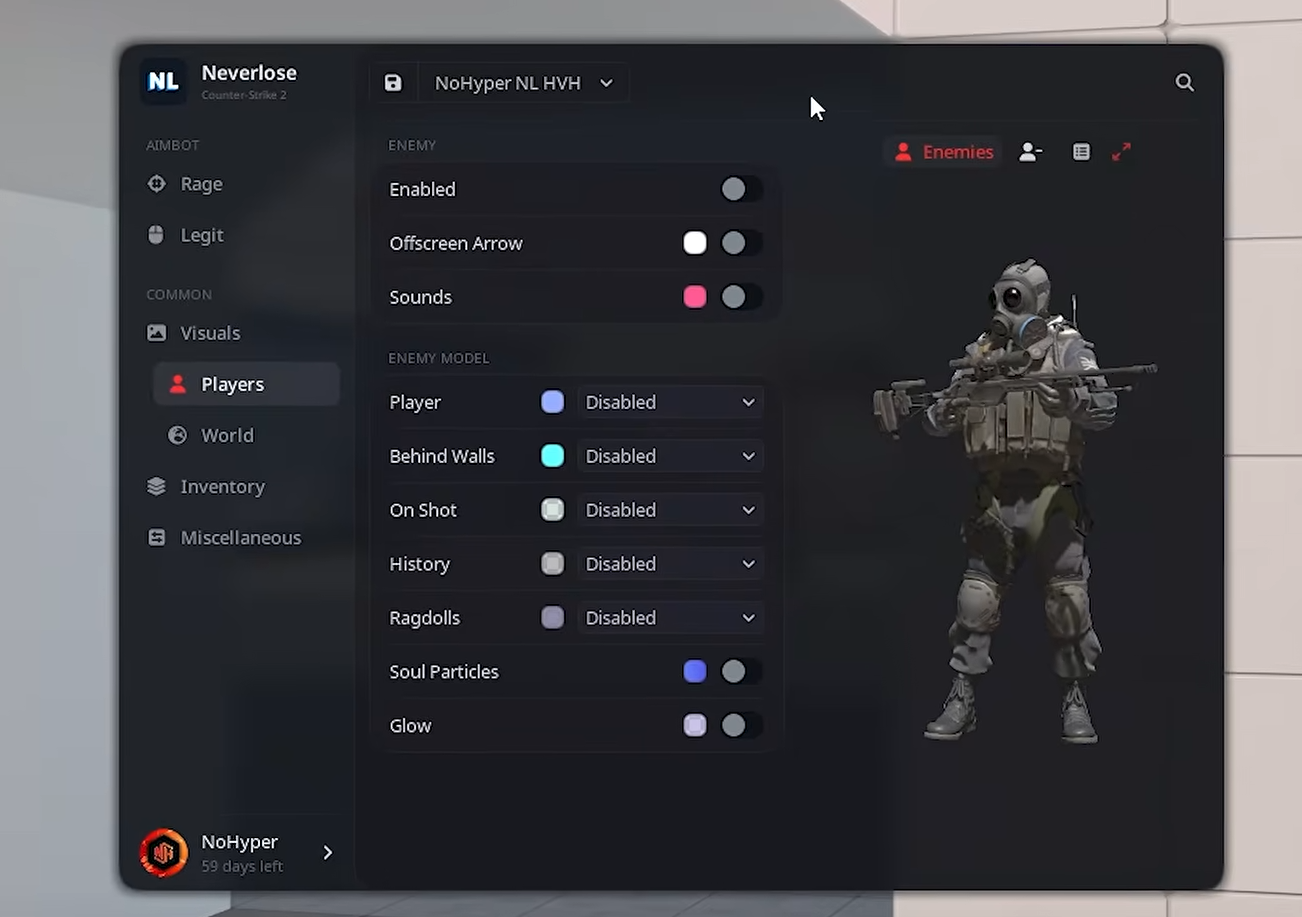 NL
Neverlose
Counter-Strike 2
NoHyper NL HVH
AIMBOT
Rage
Legit
COMMON
Visuals
Players
World
Inventory
Miscellaneous
NoHyper
59 days left
ENEMY
Enabled
Offscreen Arrow
Sounds
ENEMY MODEL
Player Disabled
Behind Walls Disabled
On Shot Disabled
History Disabled
Ragdolls Disabled
Soul Particles
Glow
Enemies